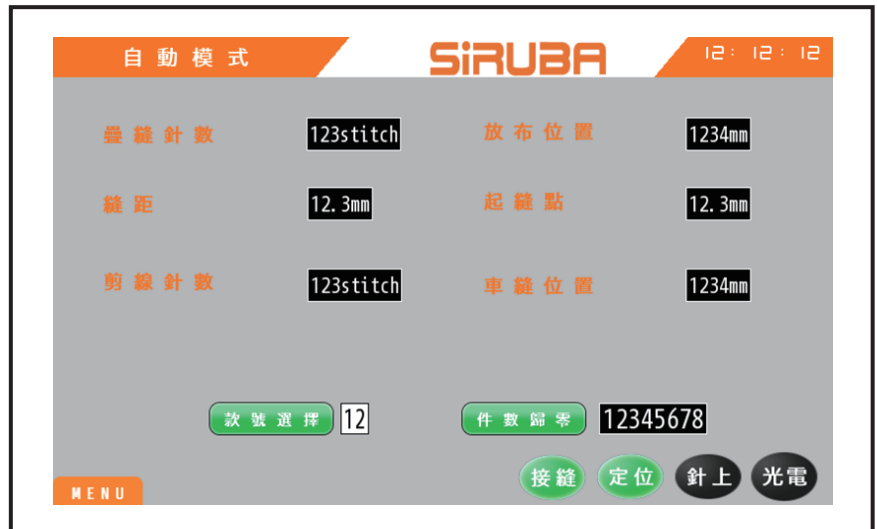 自動模式 SiRUBA 12:12:12
疊縫針數 123stitch 放布位置 1234mm
縫距 12.3mm 起縫點 12.3mm
剪線針數 123stitch 車縫位置 1234mm
款號選擇 12 件數歸零 12345678
接縫 定位 針上 光電
MENU